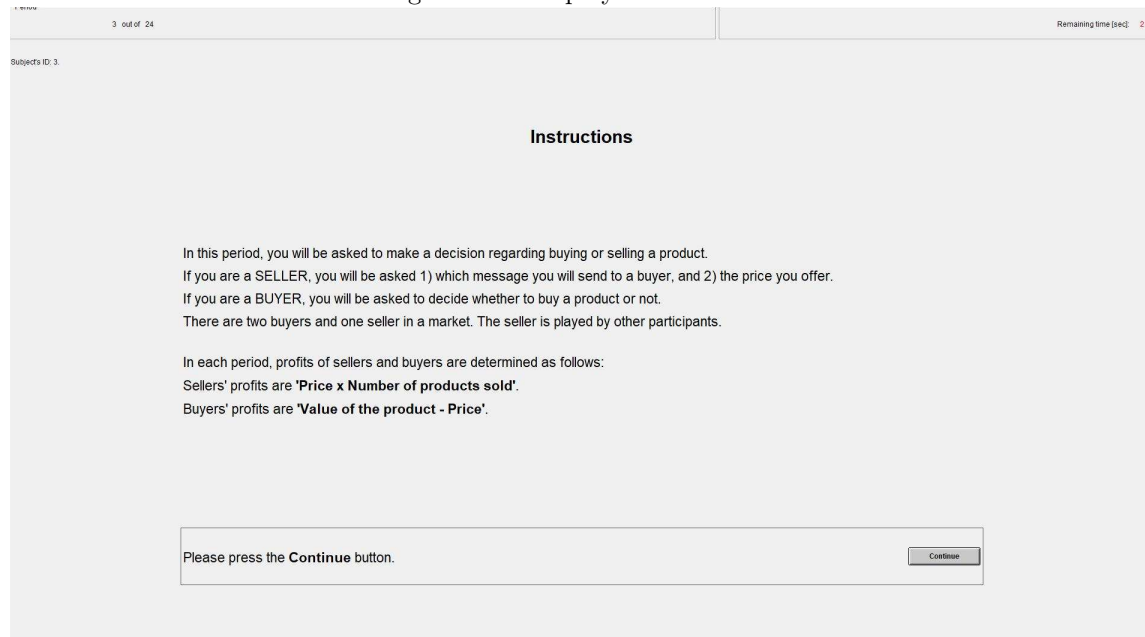 3 out of 24
Remaining time [sec]: 2
Subject's ID: 3.
Instructions
In this period, you will be asked to make a decision regarding buying or selling a product.
If you are a SELLER, you will be asked 1) which message you will send to a buyer, and 2) the price you offer.
If you are a BUYER, you will be asked to decide whether to buy a product or not.
There are two buyers and one seller in a market. The seller is played by other participants.
In each period, profits of sellers and buyers are determined as follows:
Sellers' profits are 'Price x Number of products sold'.
Buyers' profits are 'Value of the product - Price'.
Please press the Continue button.
Continue